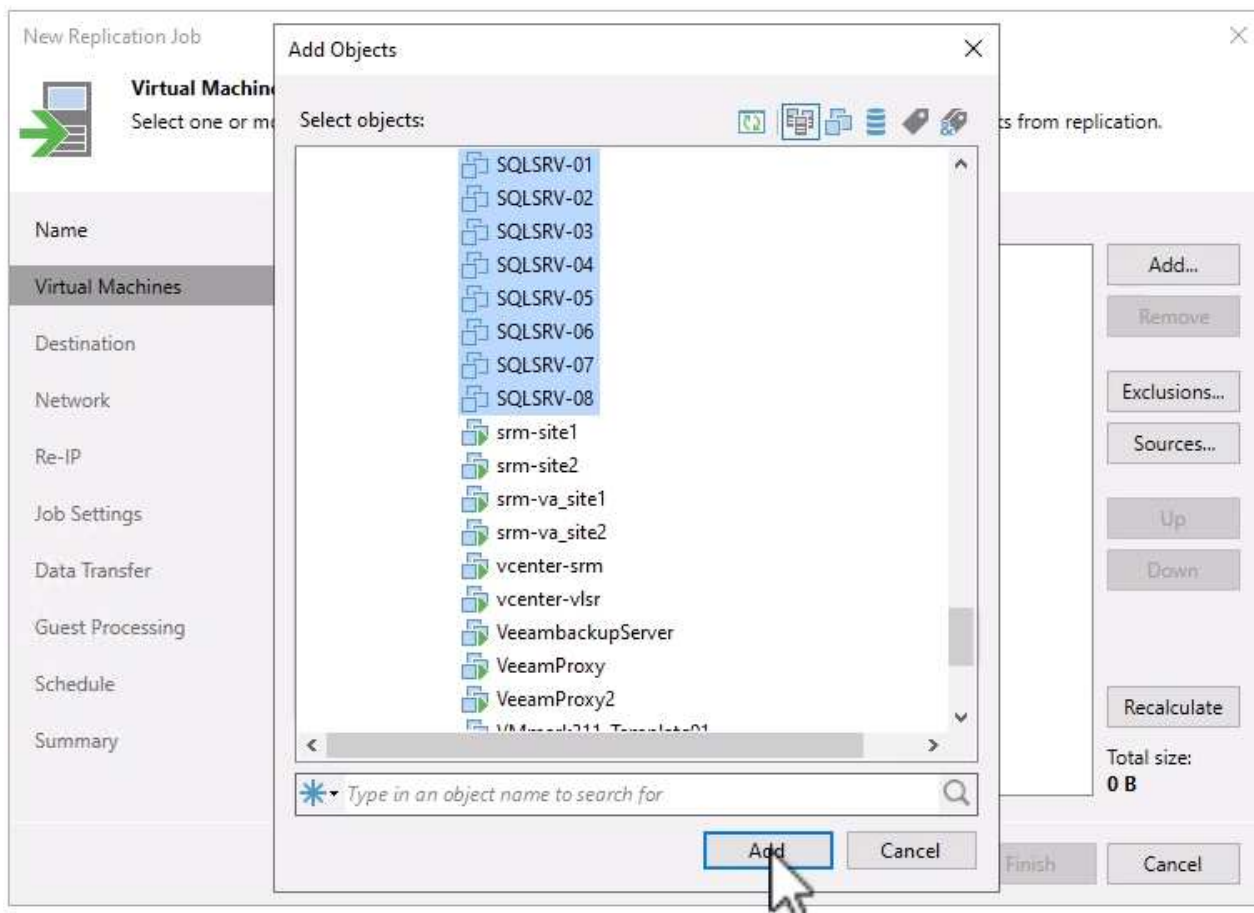 New Replication Job
Add Objects
Virtual Machin
Select one or m
s from replication.
Select objects:
SQLSRV-01
SQLSRV-02
SQLSRV-03
SQLSRV-04
SQLSRV-05
SQLSRV-06
SQLSRV-07
SQLSRV-08
srm-site1
srm-site2
srm-va_site1
srm-va_site2
vcenter-srm
vcenter-vlsr
VeeambackupServer
VeeamProxy
VeeamProxy2
VMmark311_Template01
Type in an object name to search for
Add
Cancel
Name
Virtual Machines
Destination
Network
Re-IP
Job Settings
Data Transfer
Guest Processing
Schedule
Summary
Add...
Remove
Exclusions...
Sources...
Up
Down
Recalculate
Total size:
0 B
Finish
Cancel